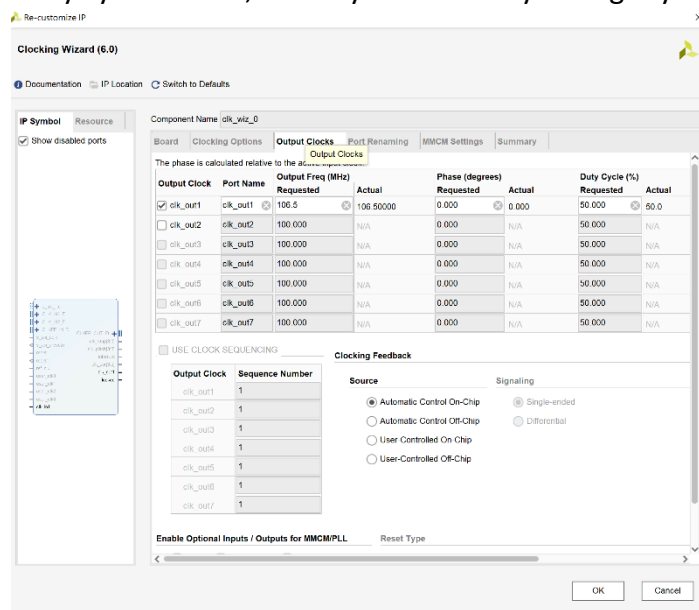 Re-customize IP
Clocking Wizard (6.0)
Documentation IP Location Switch to Defaults
IP Symbol Resource
Show disabled ports
Component Name clk_wiz_0
Board Clocking Options Output Clocks Port Renaming MMCM Settings Summary
Output Clocks
The phase is calculated relative to the active input
Output Clock Port Name Output Freq (MHz) Phase (degrees) Duty Cycle (%)
Requested Actual Requested Actual Requested Actual
clk_out1 clk_out1 106.5 106.50000 0.000 0.000 50.000 50.0
clk_out2 clk_out2 100.000 N/A 0.000 N/A 50.000 N/A
clk_out3 clk_out3 100.000 N/A 0.000 N/A 50.000 N/A
clk_out4 clk_out4 100.000 N/A 0.000 N/A 50.000 N/A
clk_out5 clk_out5 100.000 N/A 0.000 N/A 50.000 N/A
clk_out6 clk_out6 100.000 N/A 0.000 N/A 50.000 N/A
clk_out7 clk_out7 100.000 N/A 0.000 N/A 50.000 N/A
USE CLOCK SEQUENCING
Clocking Feedback
Output Clock Sequence Number
Source Signaling
clk_out1 1
clk_out2 1
clk_out3 1
clk_out4 1
clk_out5 1
clk_out6 1
clk_out7 1
Automatic Control On-Chip Single-ended
Automatic Control Off-Chip Differential
User-Controlled On-Chip
User-Controlled Off-Chip
Enable Optional Inputs / Outputs for MMCM/PLL Reset Type
OK Cancel